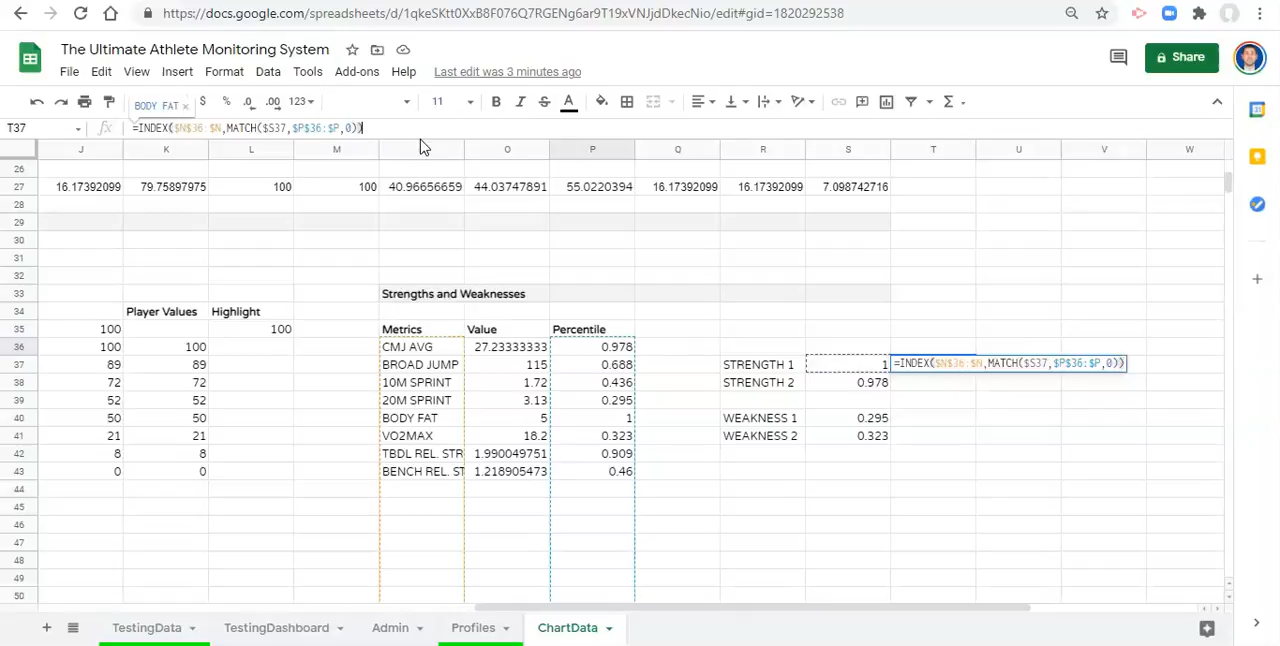 https://docs.google.com/spreadsheets/d/1qkeSKtt0XxB8F076Q7RGENg6ar9T19xVNJjdDkecNio/edit#gid=1820292538
The Ultimate Athlete Monitoring System
File Edit View Insert Format Data Tools Add-ons Help Last edit was 3 minutes ago
Share
BODY FAT × $ % .0 .00 123 11 B I S A
T37 fx =INDEX($N$36:$N,MATCH($S37,$P$36:$P,0))
J K L M O P Q R S T U V W
26
27 16.17392099 79.75897975 100 100 40.96656659 44.03747891 55.0220394 16.17392099 16.17392099 7.098742716
28
29
30
31
32
33 Strengths and Weaknesses
34 Player Values Highlight
35 100 100 Metrics Value Percentile
36 100 100 CMJ AVG 27.23333333 0.978
37 89 89 BROAD JUMP 115 0.688 STRENGTH 1 1 =INDEX($N$36:$N,MATCH($S37,$P$36:$P,0))
38 72 72 10M SPRINT 1.72 0.436 STRENGTH 2 0.978
39 52 52 20M SPRINT 3.13 0.295
40 50 50 BODY FAT 5 1 WEAKNESS 1 0.295
41 21 21 VO2MAX 18.2 0.323 WEAKNESS 2 0.323
42 8 8 TBDL REL. STR 1.990049751 0.909
43 0 0 BENCH REL. ST 1.218905473 0.46
44
45
46
47
48
49
50
TestingData TestingDashboard Admin Profiles ChartData